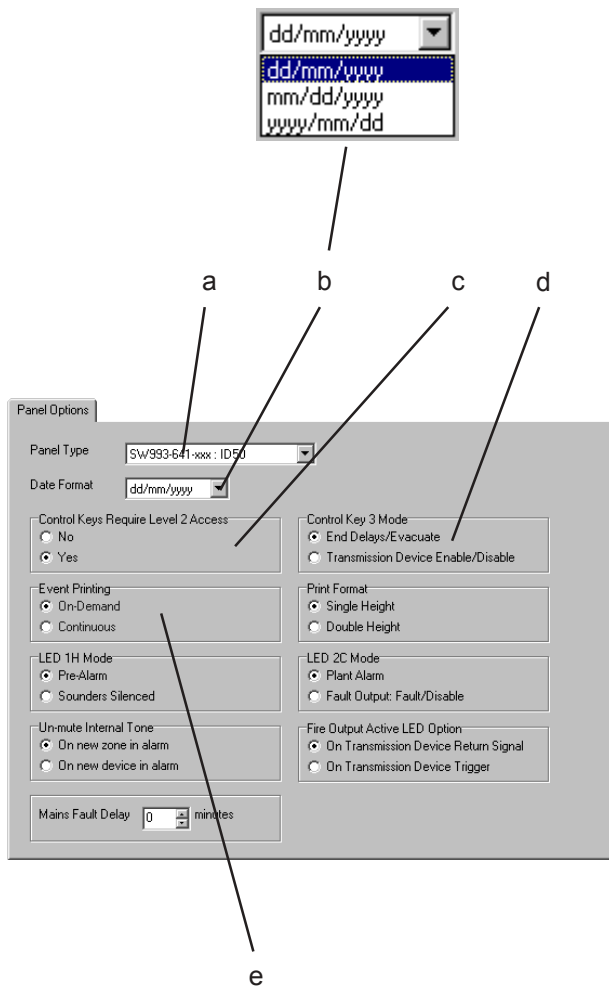 dd/mm/yyyy
dd/mm/yyyy
mm/dd/yyyy
yyyy/mm/dd
a b c d
Panel Options
Panel Type SW993-641-xxx : ID50
Date Format dd/mm/yyyy
Control Keys Require Level 2 Access
No
Yes
Control Key 3 Mode
End Delays/Evacuate
Transmission Device Enable/Disable
Event Printing
On-Demand
Continuous
Print Format
Single Height
Double Height
LED 1H Mode
Pre-Alarm
Sounders Silenced
LED 2C Mode
Plant Alarm
Fault Output: Fault/Disable
Un-mute Internal Tone
On new zone in alarm
On new device in alarm
Fire Output Active LED Option
On Transmission Device Return Signal
On Transmission Device Trigger
Mains Fault Delay 0 minutes
e